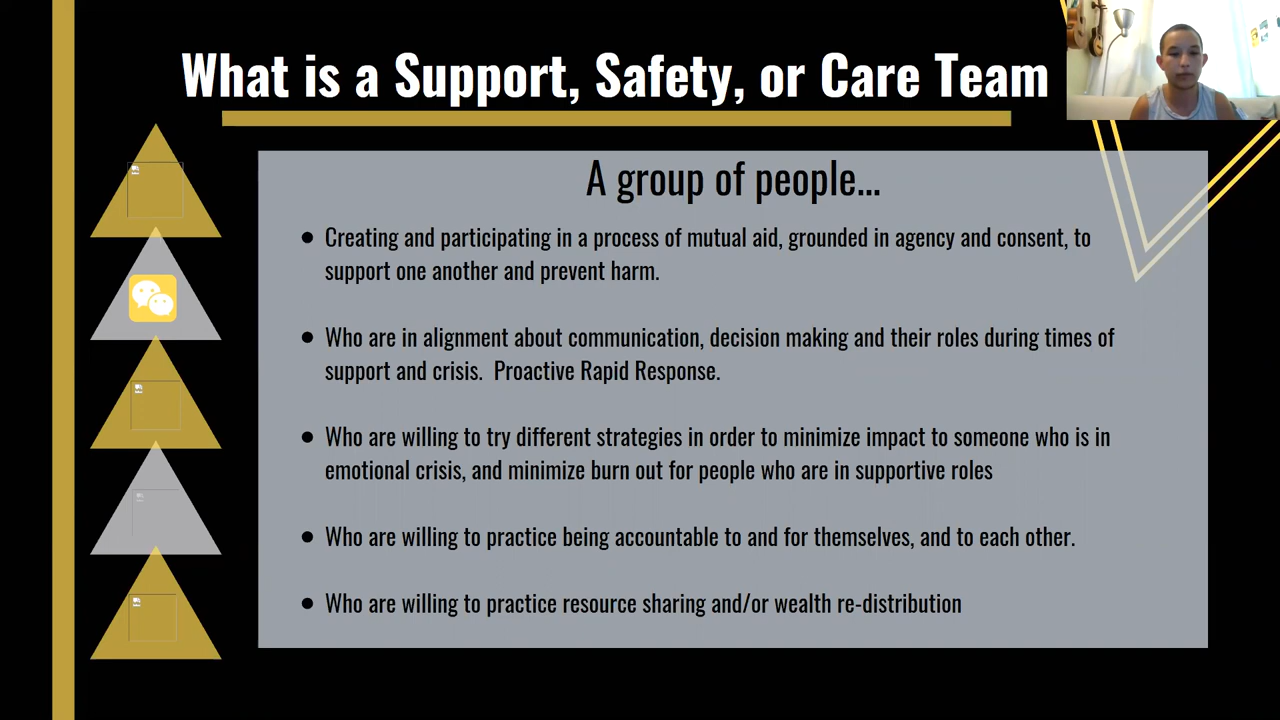 What is a Support, Safety, or Care Team
A group of people...
● Creating and participating in a process of mutual aid, grounded in agency and consent, to
support one another and prevent harm.
● Who are in alignment about communication, decision making and their roles during times of
support and crisis.  Proactive Rapid Response.
● Who are willing to try different strategies in order to minimize impact to someone who is in
emotional crisis, and minimize burn out for people who are in supportive roles
● Who are willing to practice being accountable to and for themselves, and to each other.
● Who are willing to practice resource sharing and/or wealth re-distribution